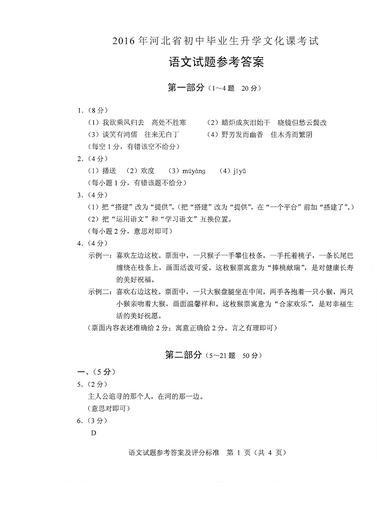 2016 年河北省初中毕业生升学文化课考试
语文试题参考答案
第一部分（1～4 题 20 分）
1．（8 分）
（1）我欲乘风归去 高处不胜寒 （2）蜡炬成灰泪始干 晓镜但愁云鬓改
（3）谈笑有鸿儒 往来无白丁 （4）野芳发而幽香 佳木秀而繁阴
（每空 1 分，有错该空不给分）
2．（4 分）
（1）播送 （2）欢度 （3）mùyàng （4）jīyù
（每小题 1 分，有错该题不给分）
3．（4 分）
（1）把“搭建”改为“提供”。（把“搭建”改为“提供”，在“一个平台”前加“搭建了”。）
（2）把“运用语文”和“学习语文”互换位置。
（每小题 2 分，意思对即可）
4．（4 分）
示例一：喜欢左边这枚。票面中，一只猴子一手攀住枝条，一手托着桃子，一条长尾巴
缠绕在枝条上，画面活泼可爱。这枚猴票寓意为“捧桃献瑞”，是对健康长寿
的美好祝福。
示例二：喜欢右边这枚。票面中，一只大猴盘腿坐在中间，两手各抱着一只小猴，两只
小猴亲吻着大猴，画面温馨祥和。这枚猴票寓意为“合家欢乐”，是对幸福生
活的美好祝愿。
（票面内容表述准确给 2 分；寓意正确给 2 分。言之有理即可）
第二部分（5～21 题 50 分）
一、（5 分）
5．（2 分）
主人公追寻的那个人，在河的那一边。
（意思对即可）
6．（3 分）
D
语文试题参考答案及评分标准 第 1 页（共 4 页）